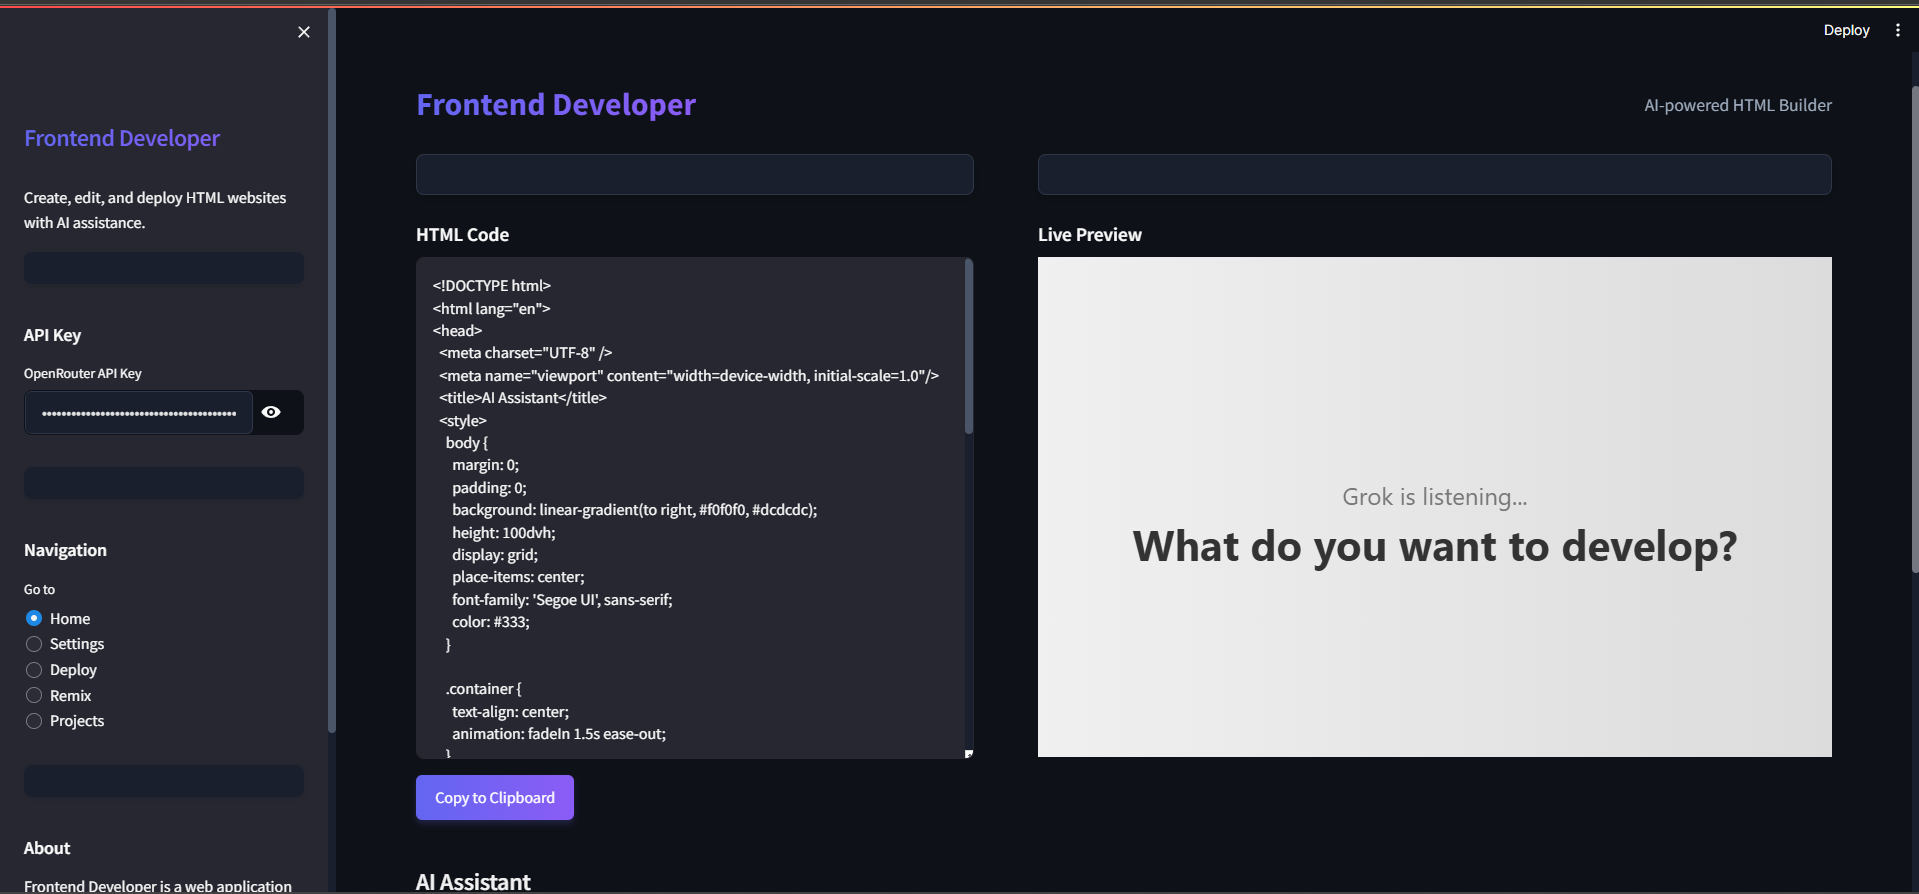 Deploy
Frontend Developer
Create, edit, and deploy HTML websites
with AI assistance.
API Key
OpenRouter API Key
••••••••••••••••••••••••••••••••••••••••
Navigation
Go to
Home
Settings
Deploy
Remix
Projects
About
Frontend Developer is a web application
Frontend Developer
AI-powered HTML Builder
HTML Code
<!DOCTYPE html>
<html lang="en">
<head>
<meta charset="UTF-8" />
<meta name="viewport" content="width=device-width, initial-scale=1.0"/>
<title>AI Assistant</title>
<style>
body {
margin: 0;
padding: 0;
background: linear-gradient(to right, #f0f0f0, #dcdcdc);
height: 100dvh;
display: grid;
place-items: center;
font-family: 'Segoe UI', sans-serif;
color: #333;
}
.container {
text-align: center;
animation: fadeIn 1.5s ease-out;
}
Copy to Clipboard
Live Preview
Grok is listening...
What do you want to develop?
AI Assistant